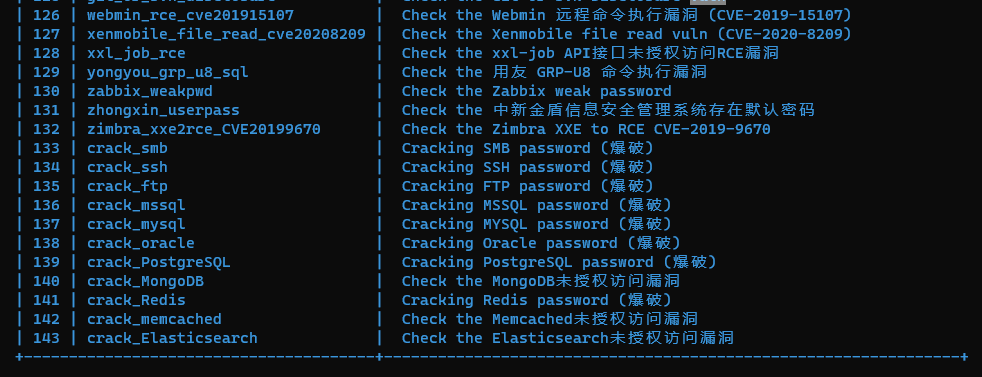 | 126 | webmin_rce_cve201915107 | Check the Webmin 远程命令执行漏洞 (CVE-2019-15107)
| 127 | xenmobile_file_read_cve20208209 | Check the Xenmobile file read vuln (CVE-2020-8209)
| 128 | xxl_job_rce | Check the xxl-job API接口未授权访问RCE漏洞
| 129 | yongyou_grp_u8_sql | Check the 用友 GRP-U8 命令执行漏洞
| 130 | zabbix_weakpwd | Check the Zabbix weak password
| 131 | zhongxin_userpass | Check the 中新金盾信息安全管理系统存在默认密码
| 132 | zimbra_xxe2rce_CVE20199670 | Check the Zimbra XXE to RCE CVE-2019-9670
| 133 | crack_smb | Cracking SMB password (爆破)
| 134 | crack_ssh | Cracking SSH password (爆破)
| 135 | crack_ftp | Cracking FTP password (爆破)
| 136 | crack_mssql | Cracking MSSQL password (爆破)
| 137 | crack_mysql | Cracking MYSQL password (爆破)
| 138 | crack_oracle | Cracking Oracle password (爆破)
| 139 | crack_PostgreSQL | Cracking PostgreSQL password (爆破)
| 140 | crack_MongoDB | Check the MongoDB未授权访问漏洞
| 141 | crack_Redis | Cracking Redis password (爆破)
| 142 | crack_memcached | Check the Memcached未授权访问漏洞
| 143 | crack_Elasticsearch | Check the Elasticsearch未授权访问漏洞